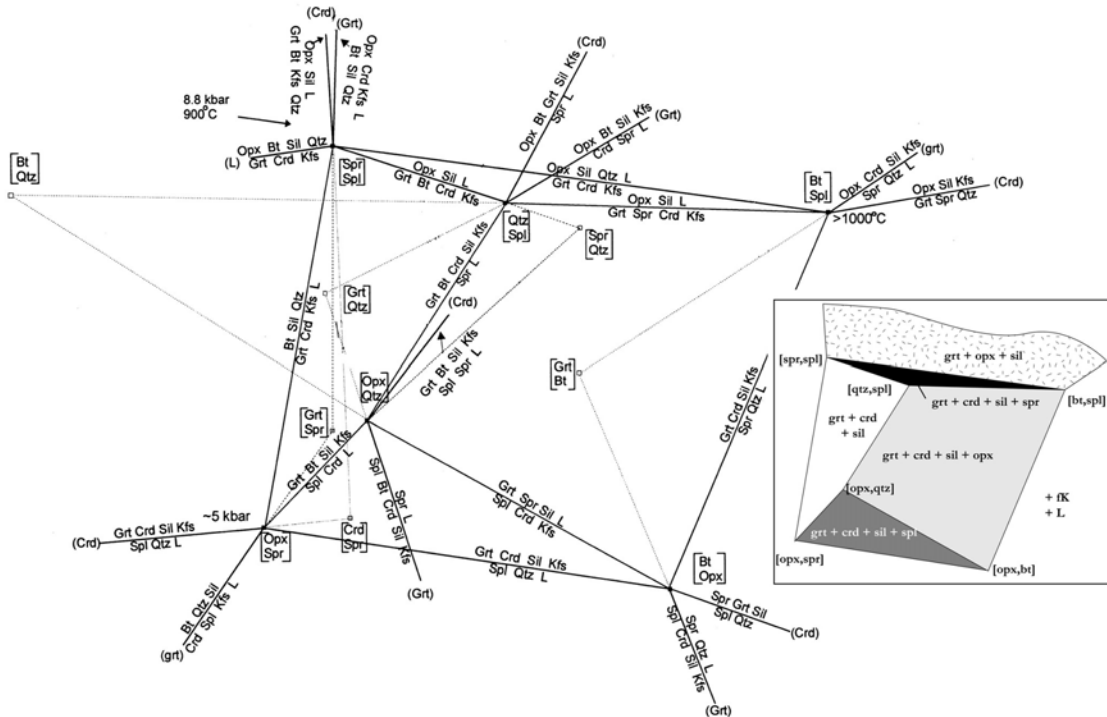 (Crd)
(Grt)
Opx Sil L
Grt Bt Kfs Qtz
Opx Crd Kfs L
Bt Sil Qtz
8.8 kbar
900°C
Opx Bt Sil Qtz
(L) Grt Crd Kfs
[Bt
Qtz]
[Spr
Spl]
Opx Sil L
Grt Bt Crd Kfs
(Crd)
Opx Bt Grt Sil Kfs
Spr L
Opx Bt Sil Kfs (Grt)
Crd Spr L
Opx Sil Qtz L
Grt Crd Kfs
Opx Sil L
Grt Spr Crd Kfs
[Qtz
Spl]
[Spr
Qtz]
[Bt
Spl]
(grt)
Opx Crd Sil Kfs
Spr Qtz L
Opx Sil Kfs (Crd)
Grt Spr Qtz
>1000°C
Grt Bt Crd Sil Kfs
Spr L
[Grt
Qtz]
(Crd)
Bt Sil Qtz
Grt Crd Kfs L
Grt Bt Sil Kfs
Spl Spr L
[Opx
Qtz]
[Grt
Bt]
[Grt
Spr]
Grt Crd Sil Kfs
Spr Qtz L
Grt Bt Sil Kfs
Spl Crd L
Spr L
Spl Bt Crd Sil Kfs
(Grt)
Grt Spr Sil L
Spl Crd Kfs
~5 kbar
Grt Crd Sil Kfs
(Crd) Spl Qtz L
[Opx
Spr]
[Crd
Spr]
Grt Crd Sil Kfs
Spl Qtz L
[Bt
Opx]
Bt Qtz Sil
Crd Spl Kfs L
(grt)
Spr Grt Sil
Spl Qtz
(Crd)
Spr Qtz L
Spl Crd Sil Kfs
(Grt)
grt + opx + sil
[spr,spl]
[qtz,spl]
[bt,spl]
grt + crd + sil + spr
grt + crd
+ sil
grt + crd + sil + opx
[opx,qtz]
+ fK
+ L
grt + crd + sil + spl
[opx,spr]
[opx,bt]